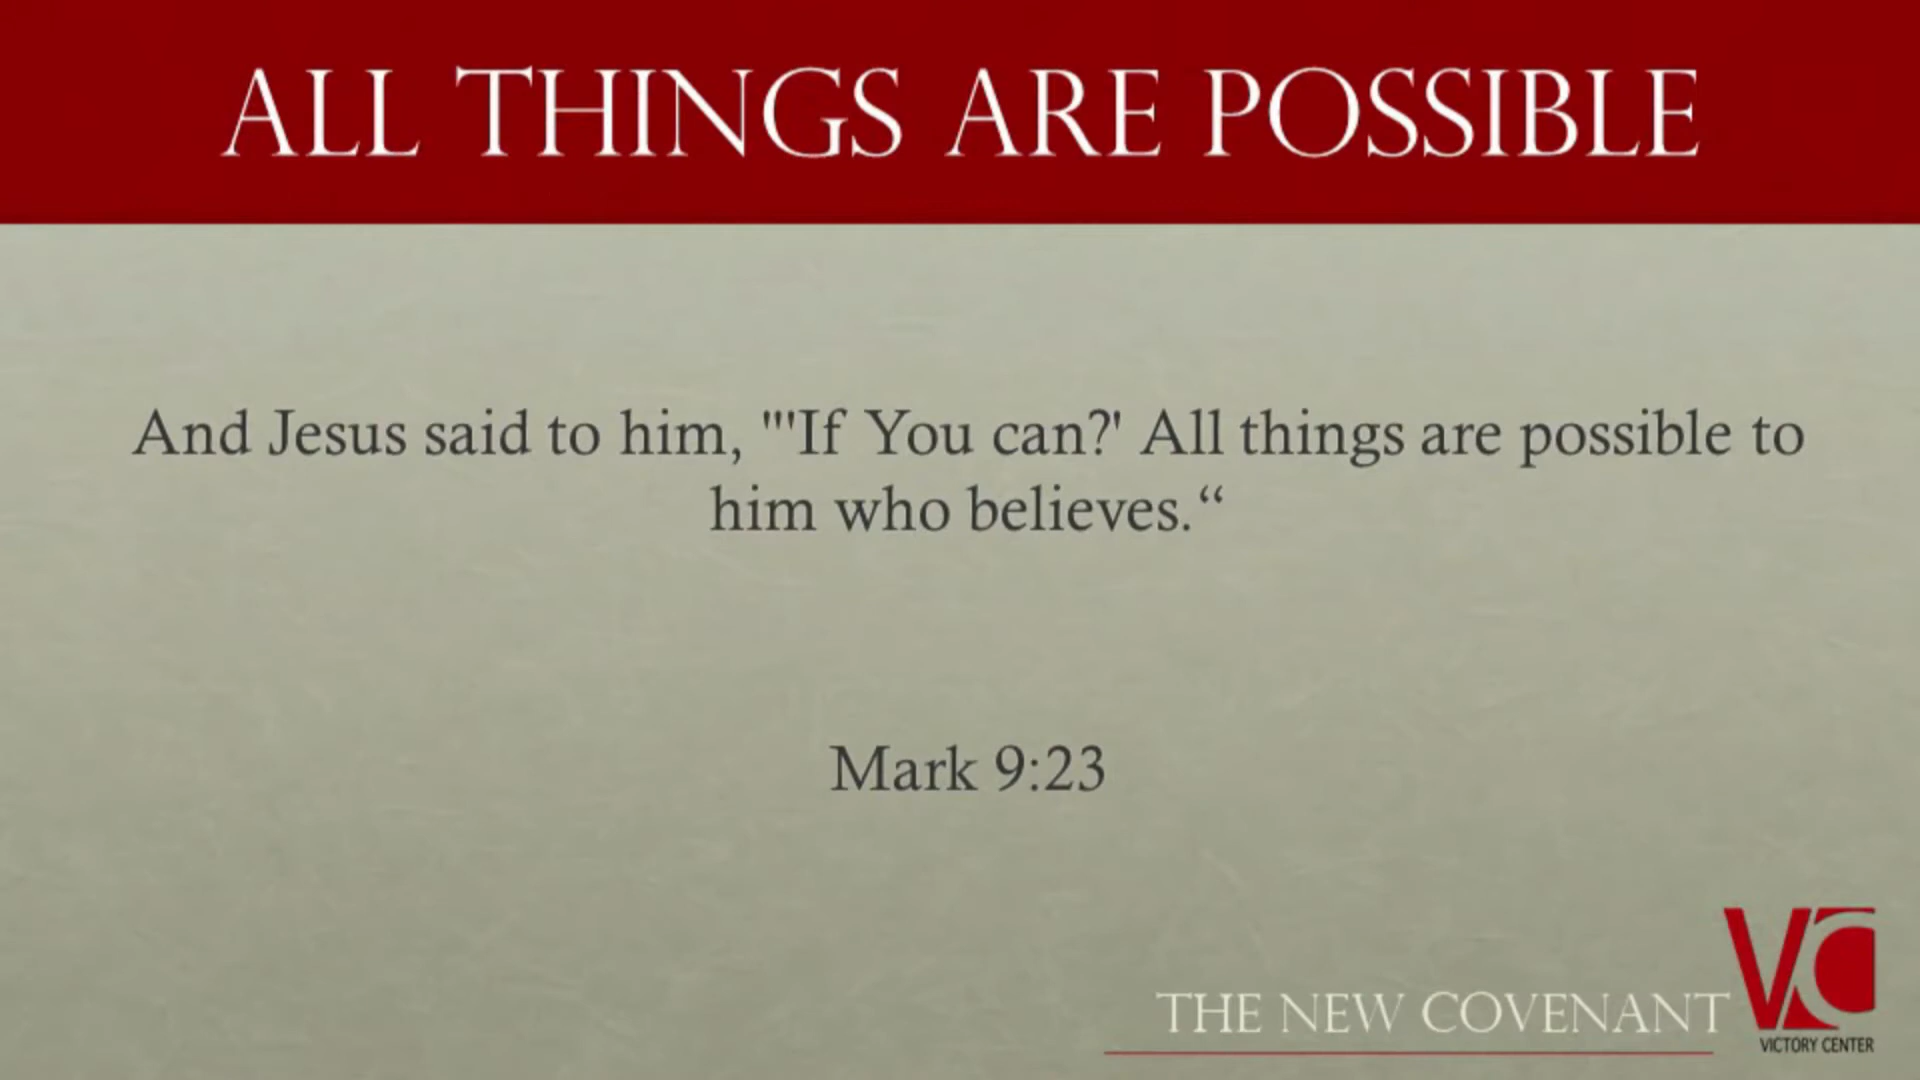 ALL THINGS ARE POSSIBLE
And Jesus said to him, "'If You can?' All things are possible to
him who believes.“
Mark 9:23
THE NEW COVENANT
VC
VICTORY CENTER